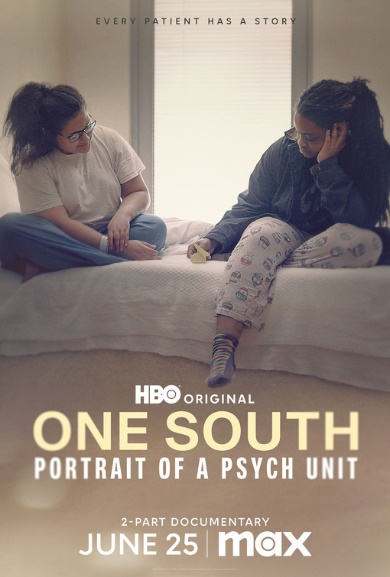 EVERY PATIENT HAS A STORY
HBO ORIGINAL
ONE SOUTH
PORTRAIT OF A PSYCH UNIT
2-PART DOCUMENTARY
JUNE 25 | max